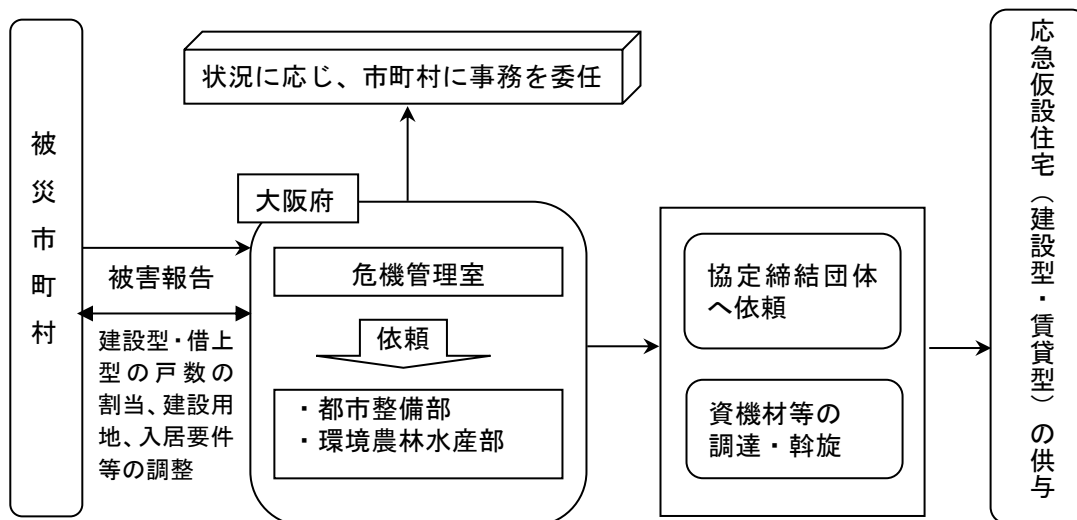 被災市町村
状況に応じ、市町村に事務を委任
大阪府
被害報告
建設型・借上
型の戸数の
割当、建設用
地、入居要件
等の調整
危機管理室
依頼
・都市整備部
・環境農林水産部
協定締結団体
へ依頼
資機材等の
調達・斡旋
応急仮設住宅（建設型・賃貸型）の供与